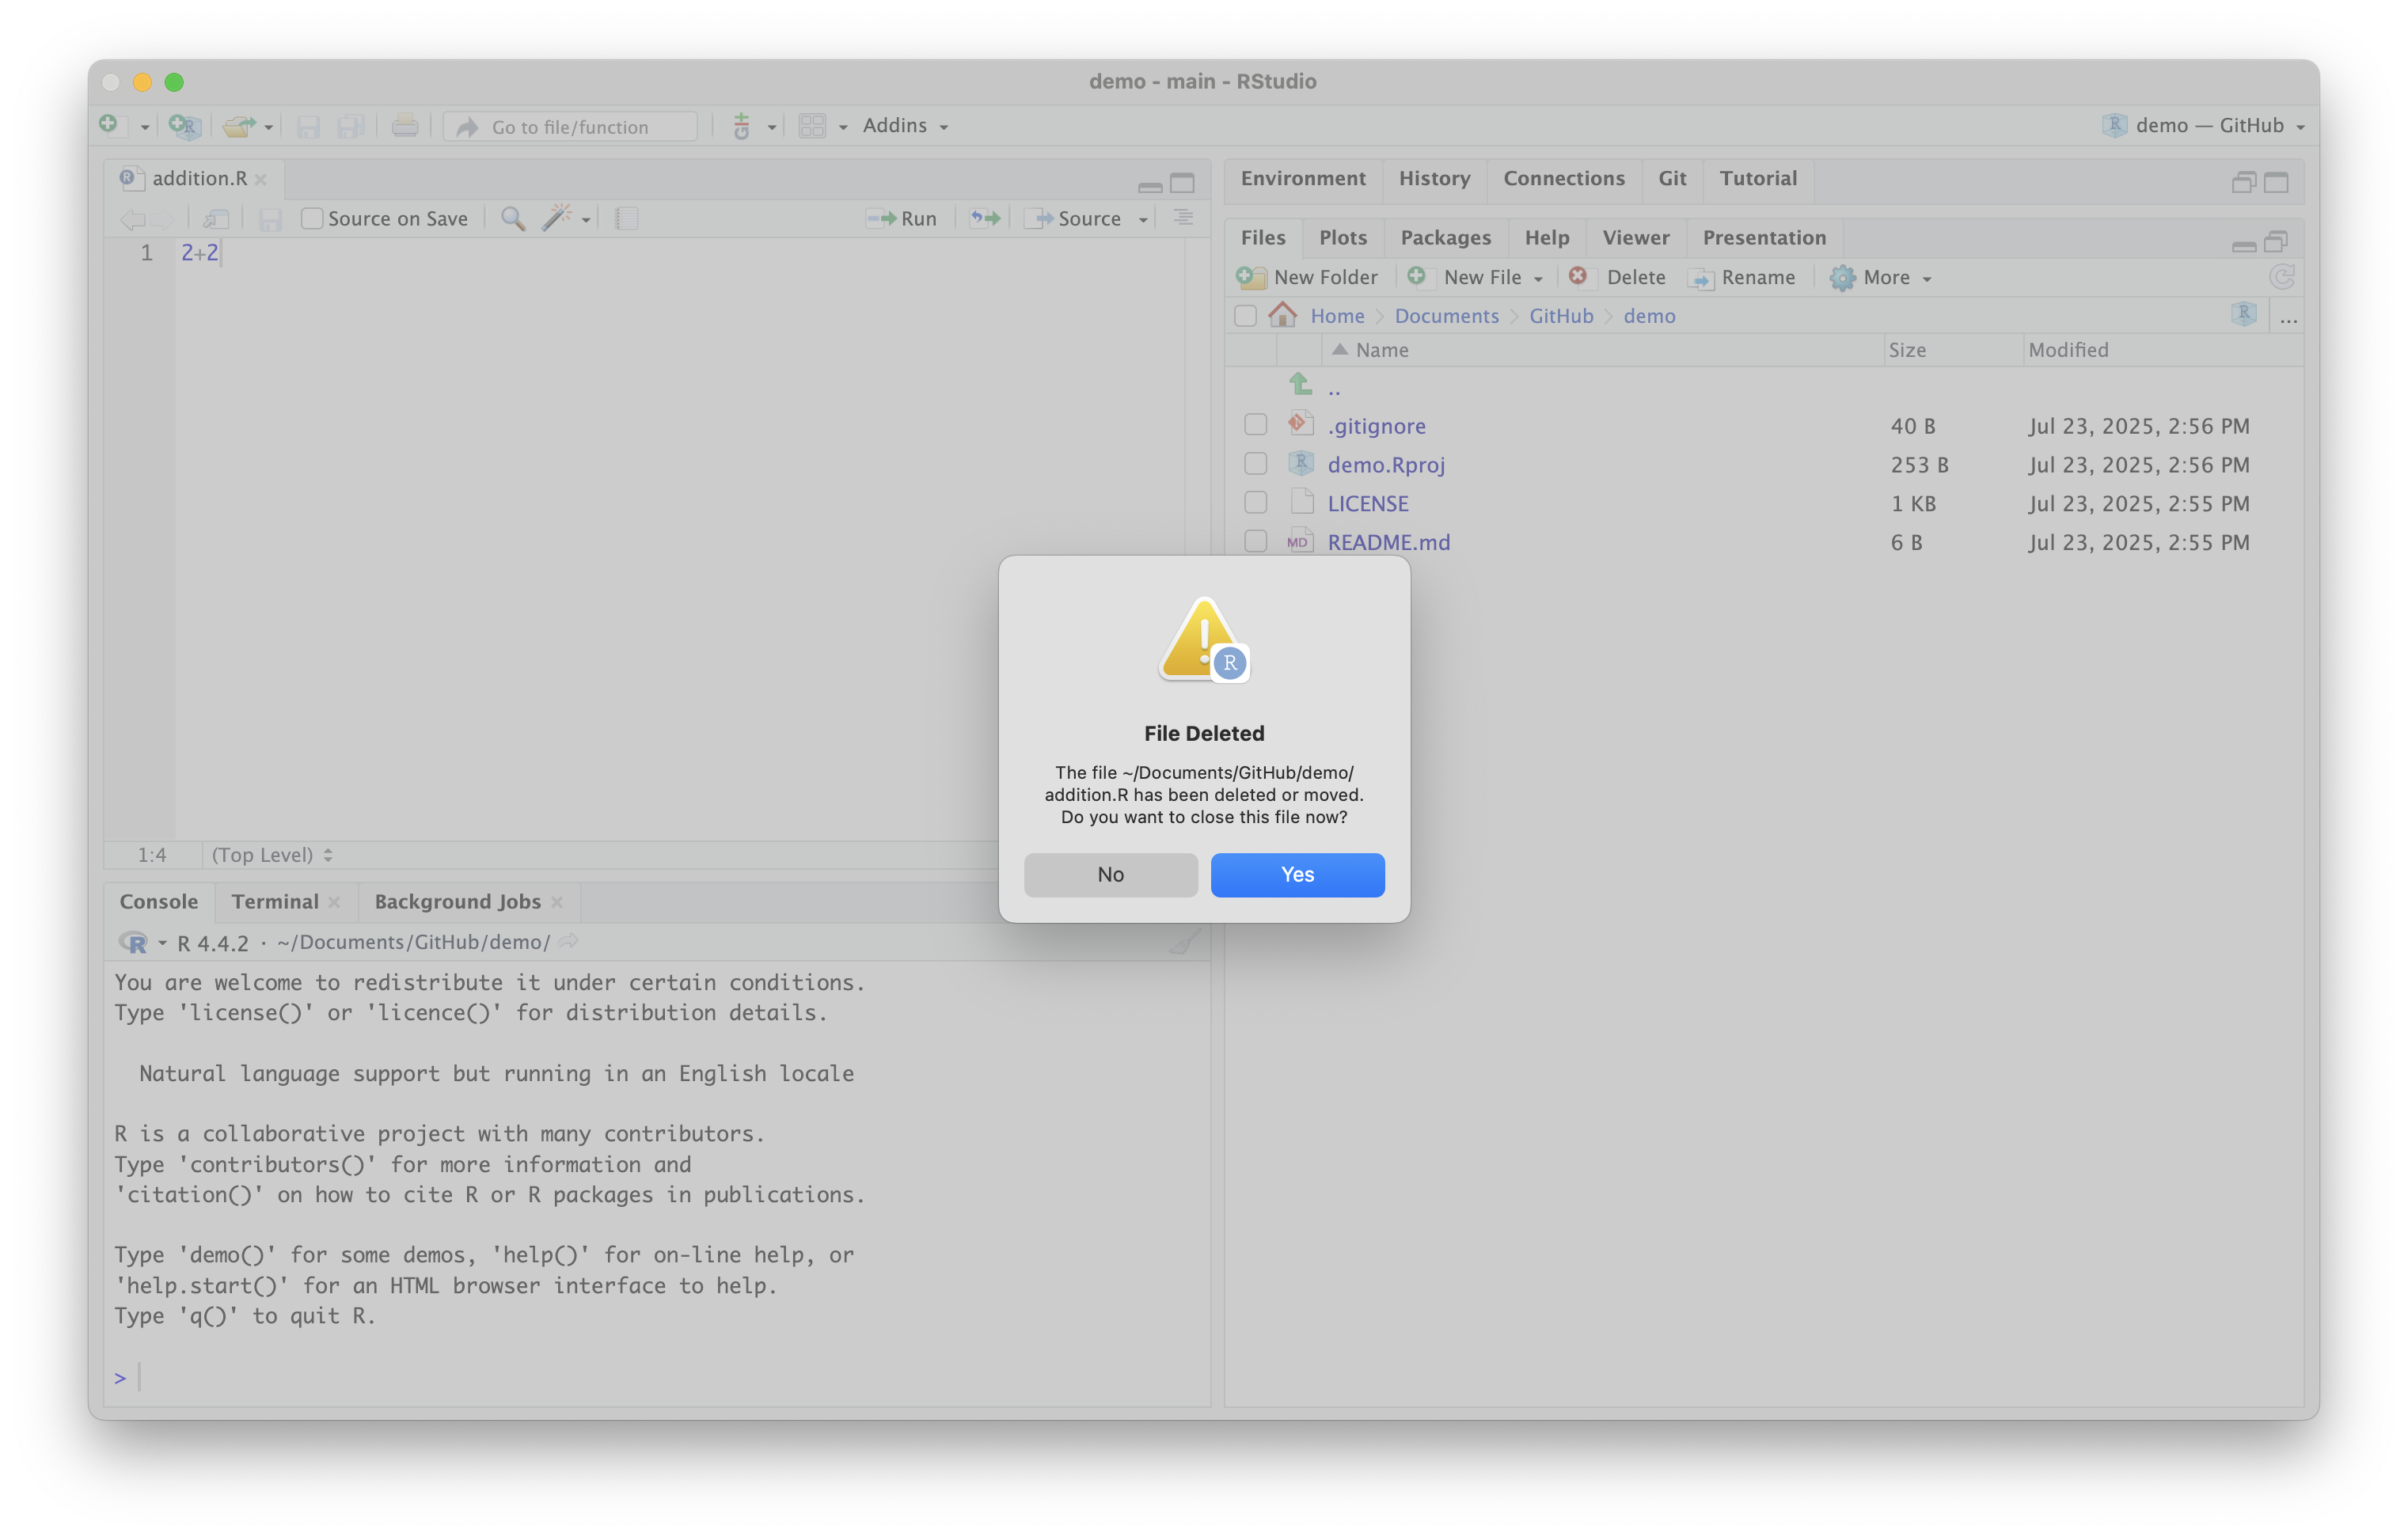 demo - main - RStudio
Go to file/function
Addins
demo — GitHub
addition.R
Source on Save
Run
Source
1
2+2
1:4
(Top Level)
Console
Terminal
Background Jobs
R 4.4.2 · ~/Documents/GitHub/demo/
You are welcome to redistribute it under certain conditions.
Type 'license()' or 'licence()' for distribution details.
Natural language support but running in an English locale
R is a collaborative project with many contributors.
Type 'contributors()' for more information and
'citation()' on how to cite R or R packages in publications.
Type 'demo()' for some demos, 'help()' for on-line help, or
'help.start()' for an HTML browser interface to help.
Type 'q()' to quit R.
>
Environment
History
Connections
Git
Tutorial
Files
Plots
Packages
Help
Viewer
Presentation
New Folder
New File
Delete
Rename
More
Home
Documents
GitHub
demo
...
Name
Size
Modified
..
.gitignore 40 B Jul 23, 2025, 2:56 PM
demo.Rproj 253 B Jul 23, 2025, 2:56 PM
LICENSE 1 KB Jul 23, 2025, 2:55 PM
MD README.md 6 B Jul 23, 2025, 2:55 PM
R
File Deleted
The file ~/Documents/GitHub/demo/
addition.R has been deleted or moved.
Do you want to close this file now?
No
Yes